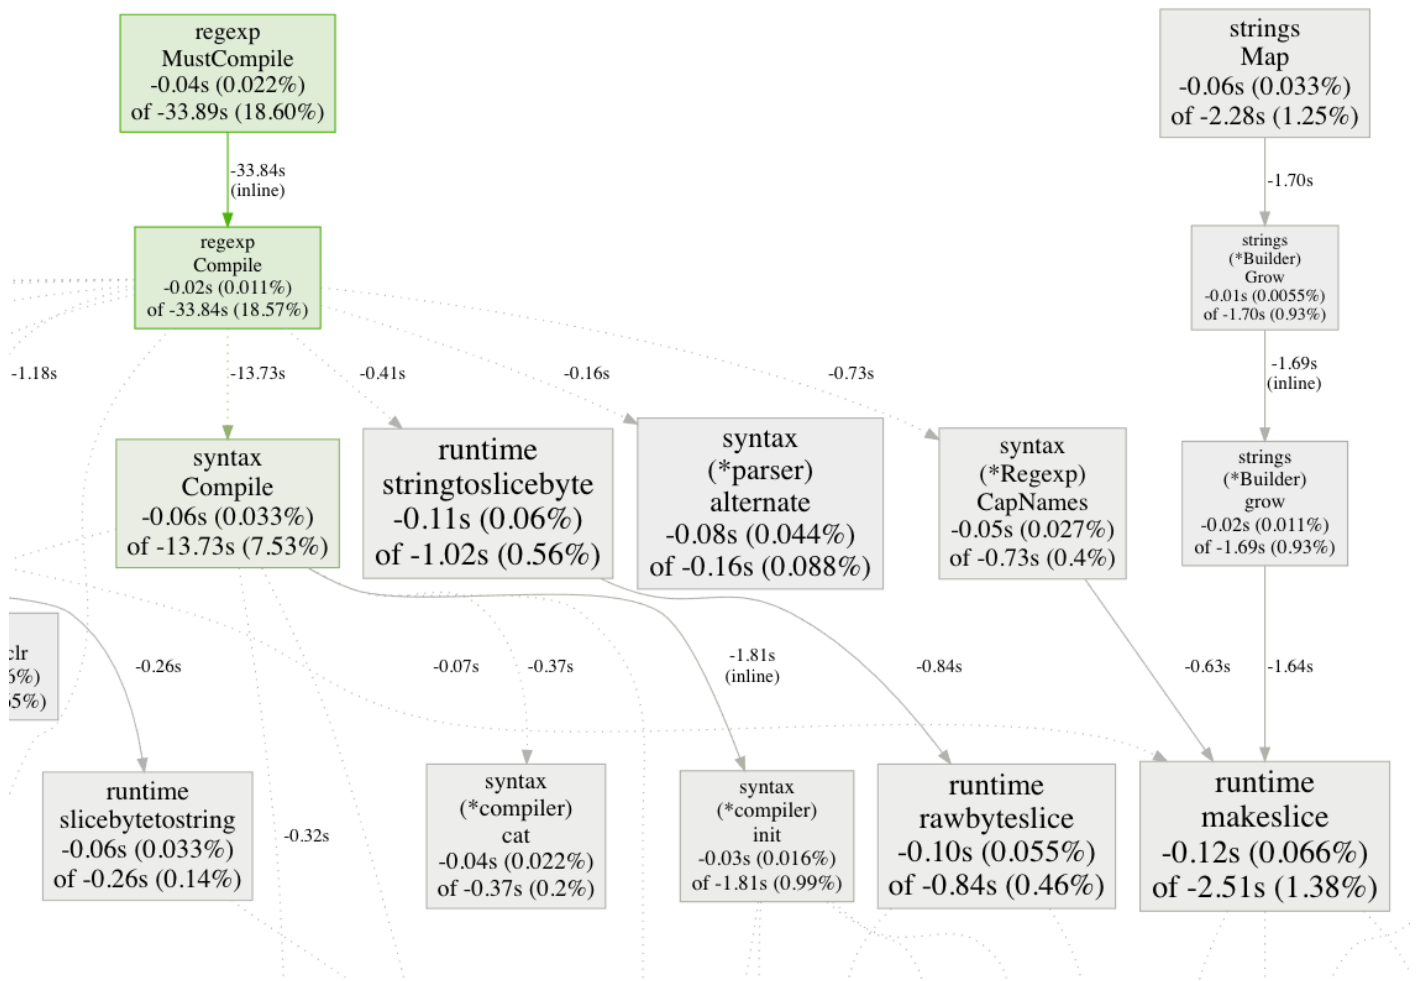 regexp
MustCompile
-0.04s (0.022%)
of -33.89s (18.60%)
strings
Map
-0.06s (0.033%)
of -2.28s (1.25%)
-33.84s
(inline)
-1.70s
regexp
Compile
-0.02s (0.011%)
of -33.84s (18.57%)
strings
(*Builder)
Grow
-0.01s (0.0055%)
of -1.70s (0.93%)
-1.18s
-13.73s
-0.41s
-0.16s
-0.73s
-1.69s
(inline)
syntax
Compile
-0.06s (0.033%)
of -13.73s (7.53%)
runtime
stringtoslicebyte
-0.11s (0.06%)
of -1.02s (0.56%)
syntax
(*parser)
alternate
-0.08s (0.044%)
of -0.16s (0.088%)
syntax
(*Regexp)
CapNames
-0.05s (0.027%)
of -0.73s (0.4%)
strings
(*Builder)
grow
-0.02s (0.011%)
of -1.69s (0.93%)
clr
6%)
65%)
-0.26s
-0.07s
-0.37s
-1.81s
(inline)
-0.84s
-0.63s
-1.64s
runtime
slicebytetostring
-0.06s (0.033%)
of -0.26s (0.14%)
-0.32s
syntax
(*compiler)
cat
-0.04s (0.022%)
of -0.37s (0.2%)
syntax
(*compiler)
init
-0.03s (0.016%)
of -1.81s (0.99%)
runtime
rawbyteslice
-0.10s (0.055%)
of -0.84s (0.46%)
runtime
makeslice
-0.12s (0.066%)
of -2.51s (1.38%)